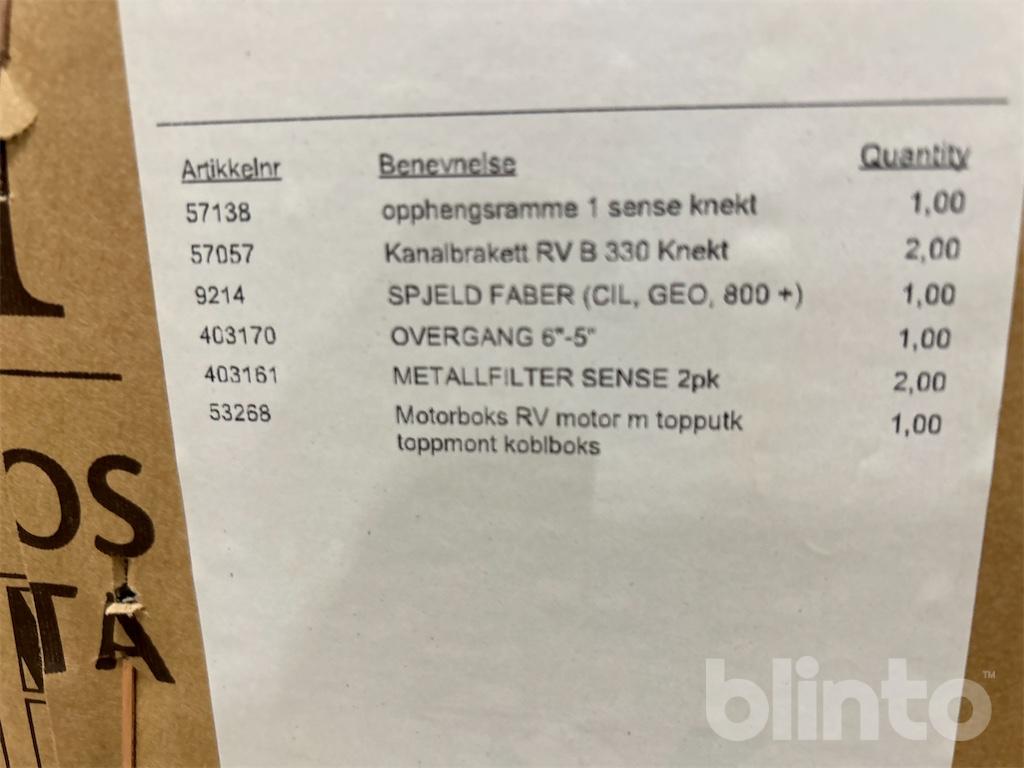 Artikkelnr Benevnelse Quantity
57138 opphengsramme 1 sense knekt 1,00
57057 Kanalbrakett RV B 330 Knekt 2,00
9214 SPJELD FABER (CIL, GEO, 800 +) 1,00
403170 OVERGANG 6"-5" 1,00
403161 METALLFILTER SENSE 2pk 2,00
53268 Motorboks RV motor m topputk 1,00
toppmont koblboks
OS
TA
blinto™